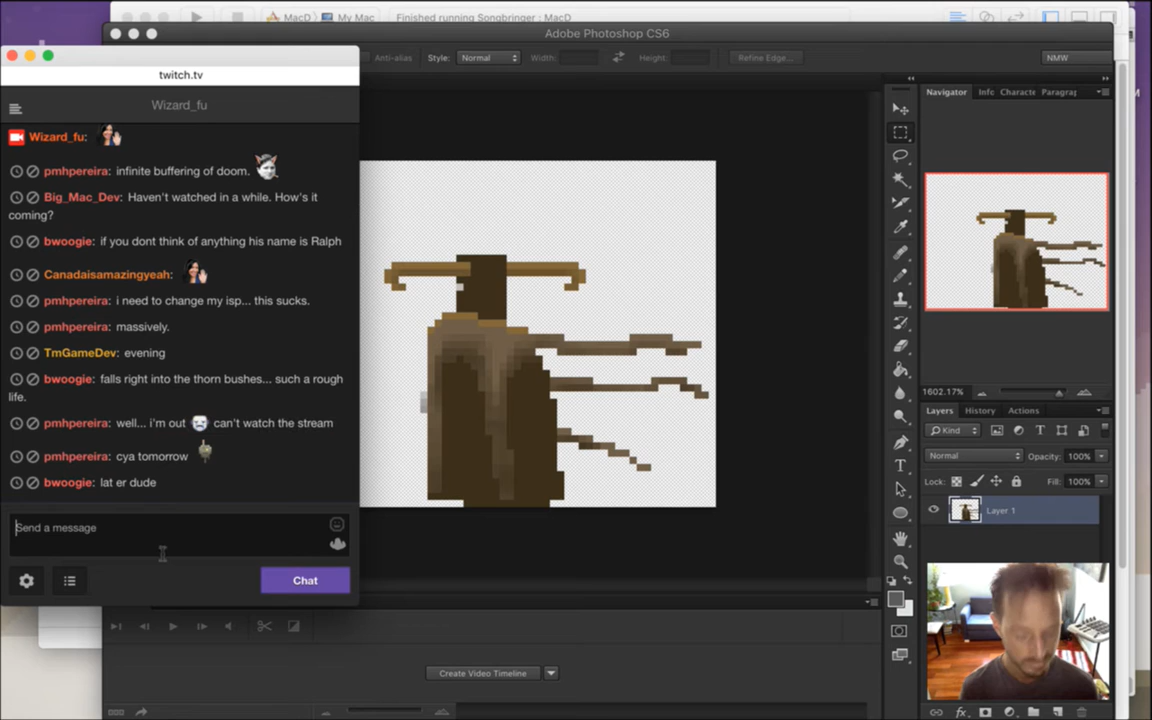 MacD My Mac Finished running Songbringer : MacD
Adobe Photoshop CS6
Anti-alias Style: Normal Width: Height: Refine Edge... NMW
twitch.tv
Wizard_fu
Wizard_fu:
pmhpereira: infinite buffering of doom.
Big_Mac_Dev: Haven't watched in a while. How's it
coming?
bwoogie: if you dont think of anything his name is Ralph
Canadaisamazingyeah:
pmhpereira: i need to change my isp... this sucks.
pmhpereira: massively.
TmGameDev: evening
bwoogie: falls right into the thorn bushes... such a rough
life.
pmhpereira: well... i'm out can't watch the stream
pmhpereira: cya tomorrow
bwoogie: lat er dude
Send a message
Chat
Create Video Timeline
Navigator Info Characte Paragrap
1602.17%
Layers History Actions
Kind
Normal Opacity: 100%
Lock: Fill: 100%
Layer 1
fx